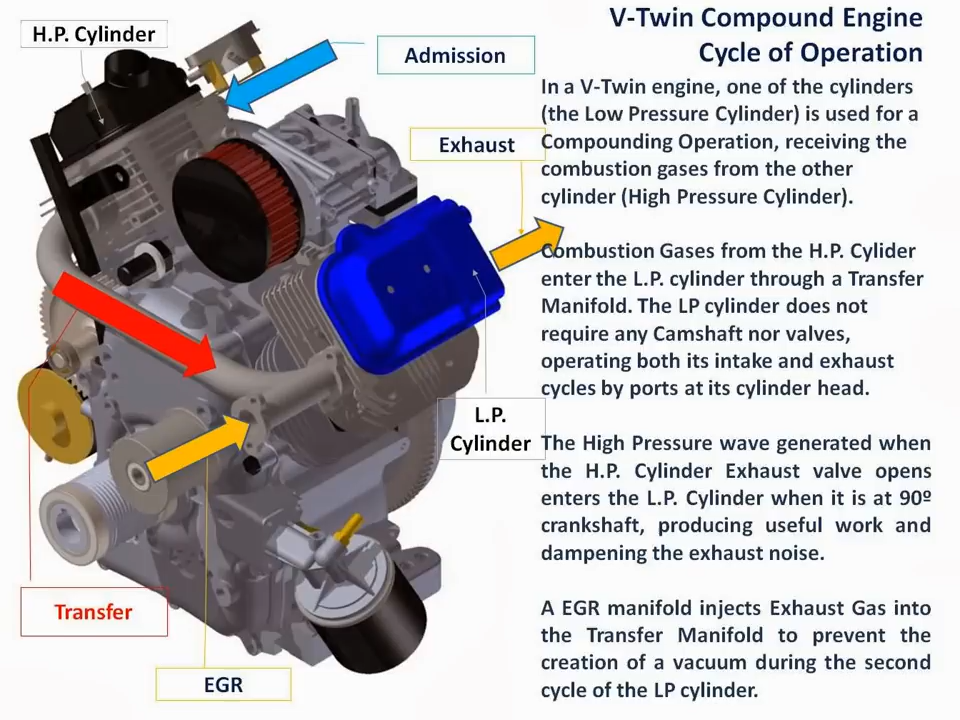 V-Twin Compound Engine
Cycle of Operation
H.P. Cylinder
Admission
Exhaust
L.P.
Cylinder
Transfer
EGR
In a V-Twin engine, one of the cylinders
(the Low Pressure Cylinder) is used for a
Compounding Operation, receiving the
combustion gases from the other
cylinder (High Pressure Cylinder).
Combustion Gases from the H.P. Cylider
enter the L.P. cylinder through a Transfer
Manifold. The LP cylinder does not
require any Camshaft nor valves,
operating both its intake and exhaust
cycles by ports at its cylinder head.
The High Pressure wave generated when
the H.P. Cylinder Exhaust valve opens
enters the L.P. Cylinder when it is at 90º
crankshaft, producing useful work and
dampening the exhaust noise.
A EGR manifold injects Exhaust Gas into
the Transfer Manifold to prevent the
creation of a vacuum during the second
cycle of the LP cylinder.